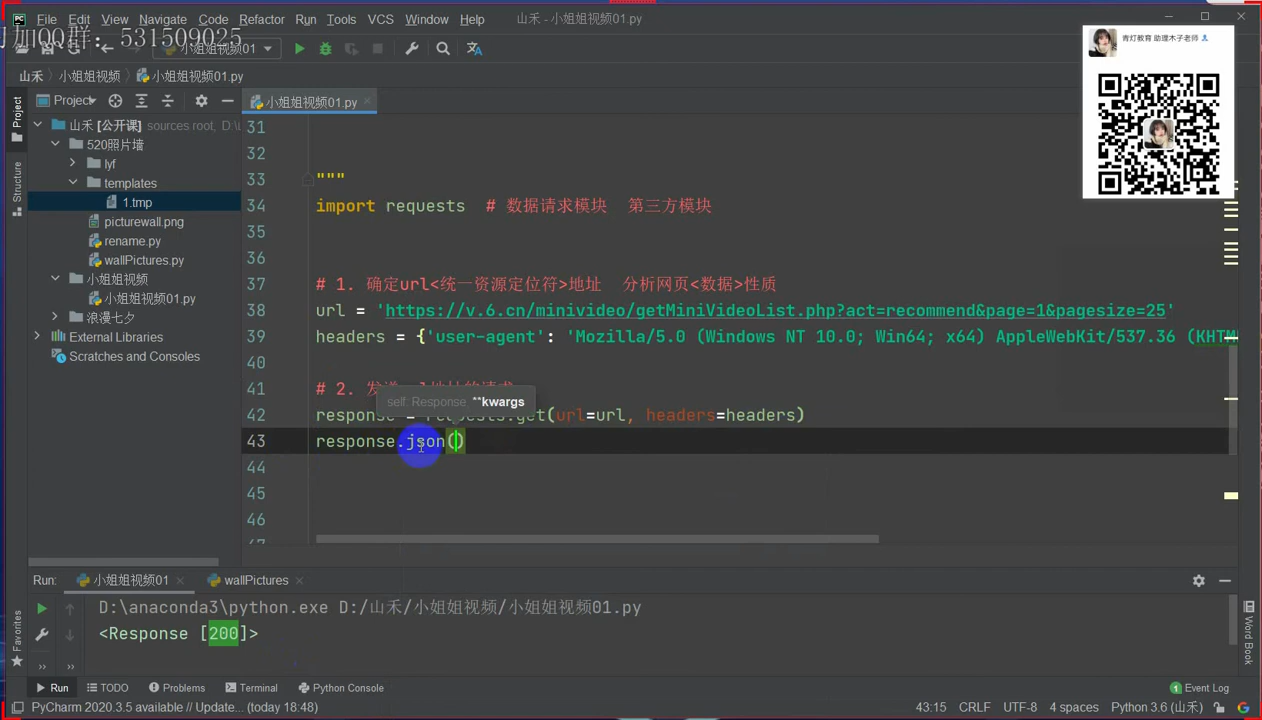 File Edit View Navigate Code Refactor Run Tools VCS Window Help 山禾 - 小姐姐视频01.py
加QQ群：531509025
小姐姐视频01
青灯教育 助理木子老师
山禾 小姐姐视频 小姐姐视频01.py
Project
小姐姐视频01.py
山禾 [公开课] sources root, D:\
520照片墙
lyf
templates
1.tmp
picturewall.png
rename.py
wallPictures.py
小姐姐视频
小姐姐视频01.py
浪漫七夕
External Libraries
Scratches and Consoles
Project
Structure
Favorites
31
32
33 """
34 import requests # 数据请求模块 第三方模块
35
36
37 # 1. 确定url<统一资源定位符>地址 分析网页<数据>性质
38 url = 'https://v.6.cn/minivideo/getMiniVideoList.php?act=recommend&page=1&pagesize=25'
39 headers = {'user-agent': 'Mozilla/5.0 (Windows NT 10.0; Win64; x64) AppleWebKit/537.36 (KHTM
40
41 # 2.
self: Response **kwargs
42 response = requests.get(url=url, headers=headers)
43 response.json()
44
45
46
Run: 小姐姐视频01 wallPictures
D:\anaconda3\python.exe D:/山禾/小姐姐视频/小姐姐视频01.py
<Response [200]>
Word Book
Run TODO Problems Terminal Python Console 1 Event Log
PyCharm 2020.3.5 available // Update... (today 18:48) 43:15 CRLF UTF-8 4 spaces Python 3.6 (山禾)